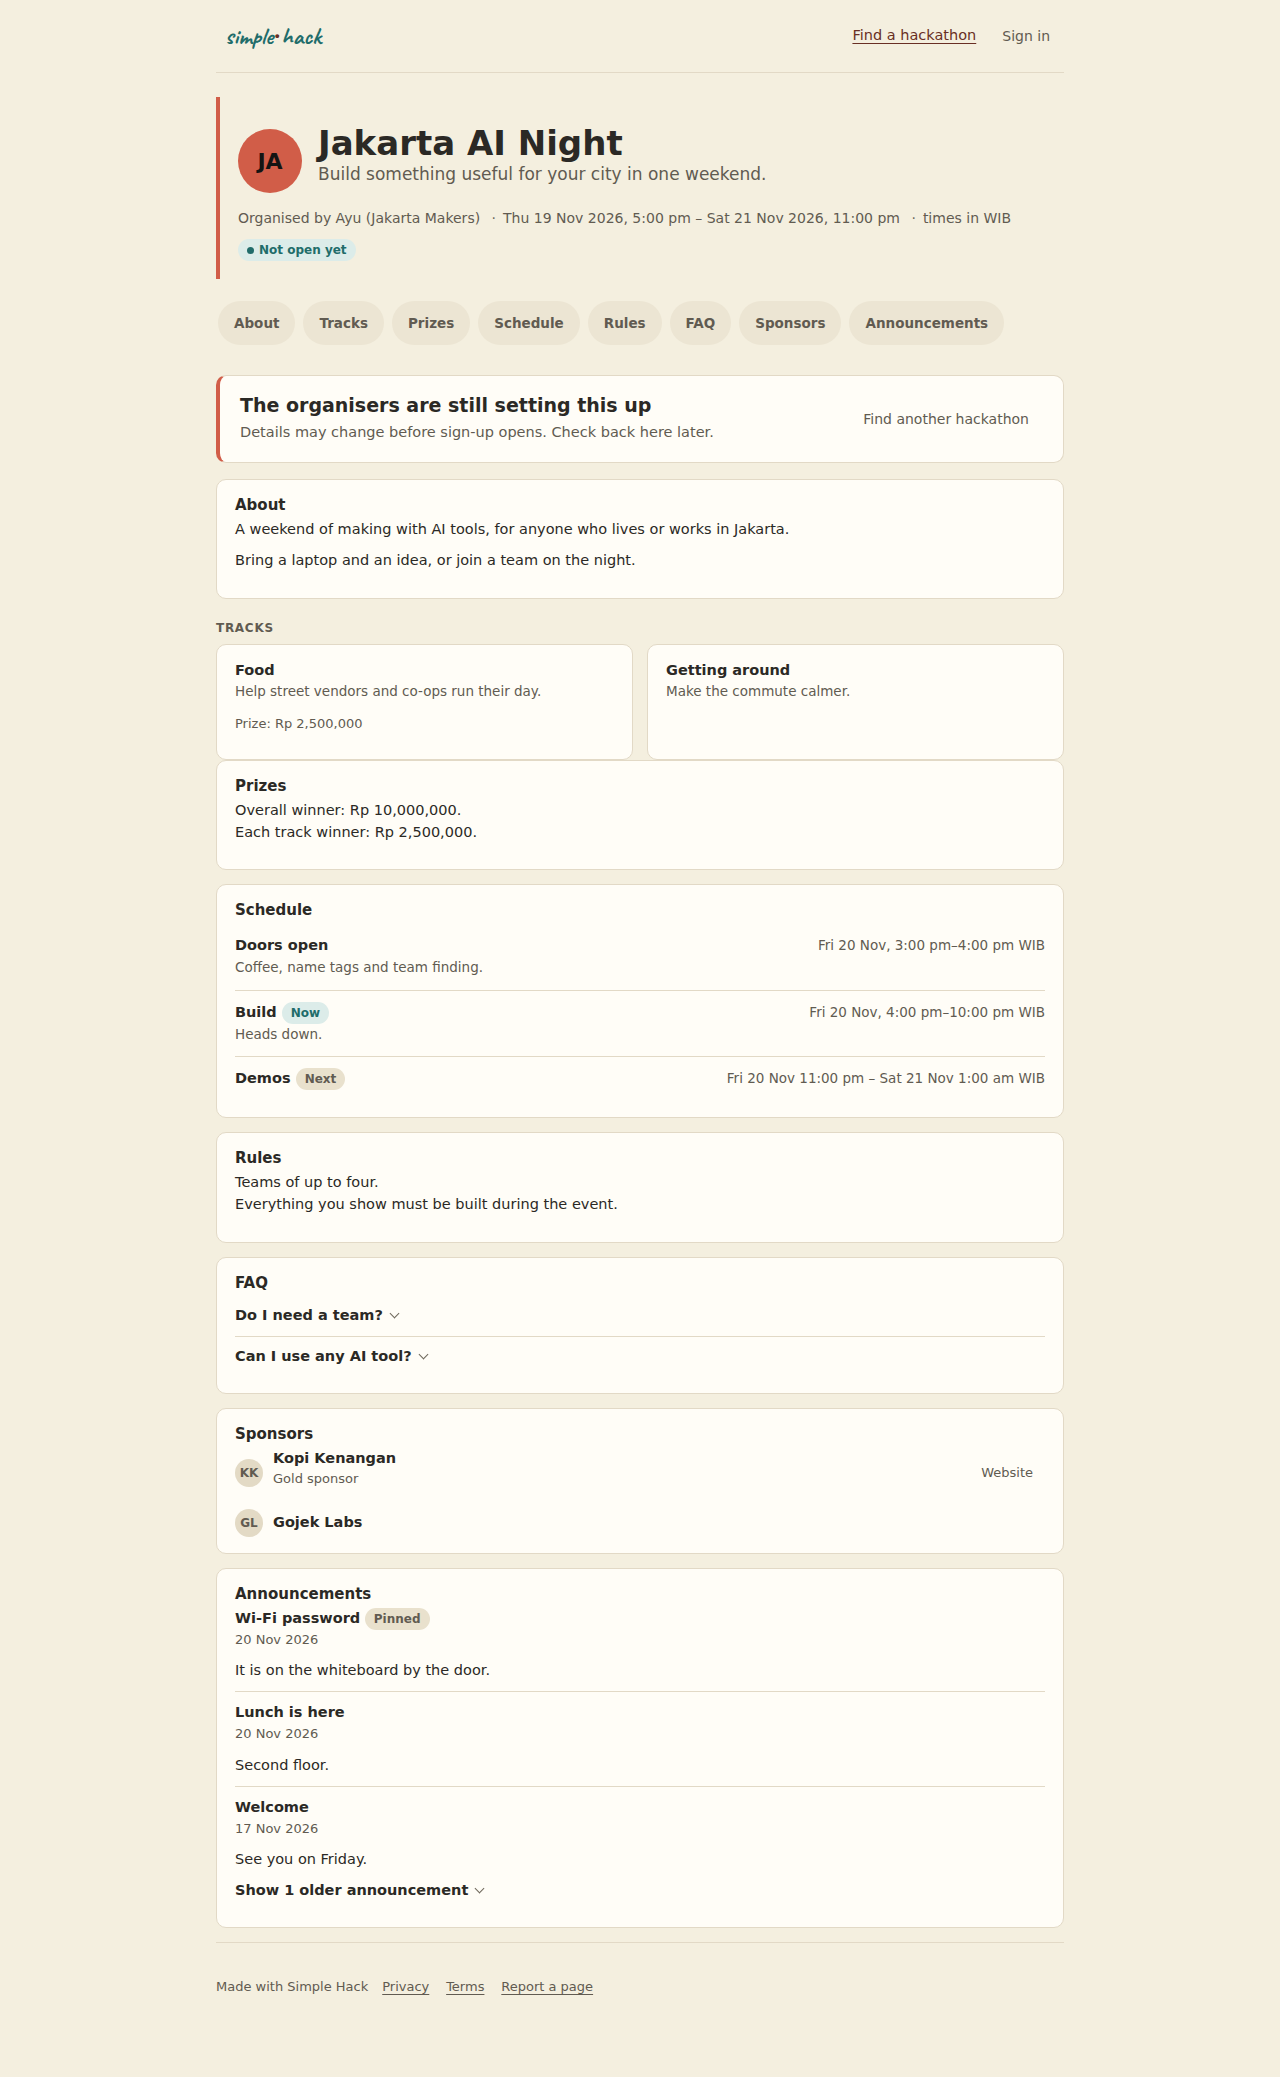 simple•hack
Find a hackathon
Sign in
JA
Jakarta AI Night
Build something useful for your city in one weekend.
Organised by Ayu (Jakarta Makers) · Thu 19 Nov 2026, 5:00 pm – Sat 21 Nov 2026, 11:00 pm · times in WIB
Not open yet
About
Tracks
Prizes
Schedule
Rules
FAQ
Sponsors
Announcements
The organisers are still setting this up
Details may change before sign-up opens. Check back here later.
Find another hackathon
About
A weekend of making with AI tools, for anyone who lives or works in Jakarta.
Bring a laptop and an idea, or join a team on the night.
TRACKS
Food
Help street vendors and co-ops run their day.
Prize: Rp 2,500,000
Getting around
Make the commute calmer.
Prizes
Overall winner: Rp 10,000,000.
Each track winner: Rp 2,500,000.
Schedule
Doors open
Fri 20 Nov, 3:00 pm–4:00 pm WIB
Coffee, name tags and team finding.
Build Now
Fri 20 Nov, 4:00 pm–10:00 pm WIB
Heads down.
Demos Next
Fri 20 Nov 11:00 pm – Sat 21 Nov 1:00 am WIB
Rules
Teams of up to four.
Everything you show must be built during the event.
FAQ
Do I need a team?
Can I use any AI tool?
Sponsors
KK
Kopi Kenangan
Gold sponsor
Website
GL
Gojek Labs
Announcements
Wi-Fi password Pinned
20 Nov 2026
It is on the whiteboard by the door.
Lunch is here
20 Nov 2026
Second floor.
Welcome
17 Nov 2026
See you on Friday.
Show 1 older announcement
Made with Simple Hack Privacy Terms Report a page